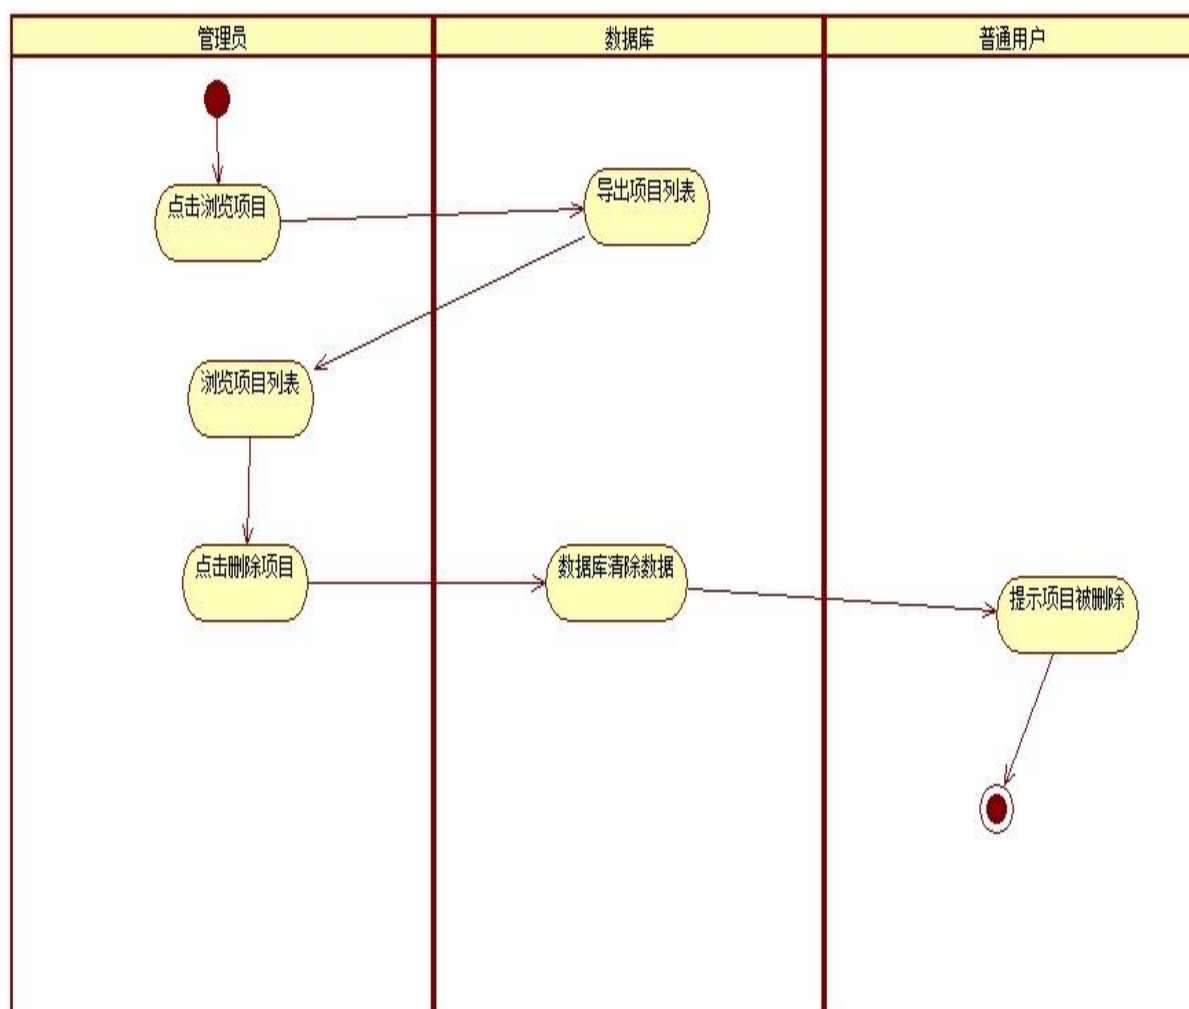 管理员
数据库
普通用户
点击浏览项目
导出项目列表
浏览项目列表
点击删除项目
数据库清除数据
提示项目被删除